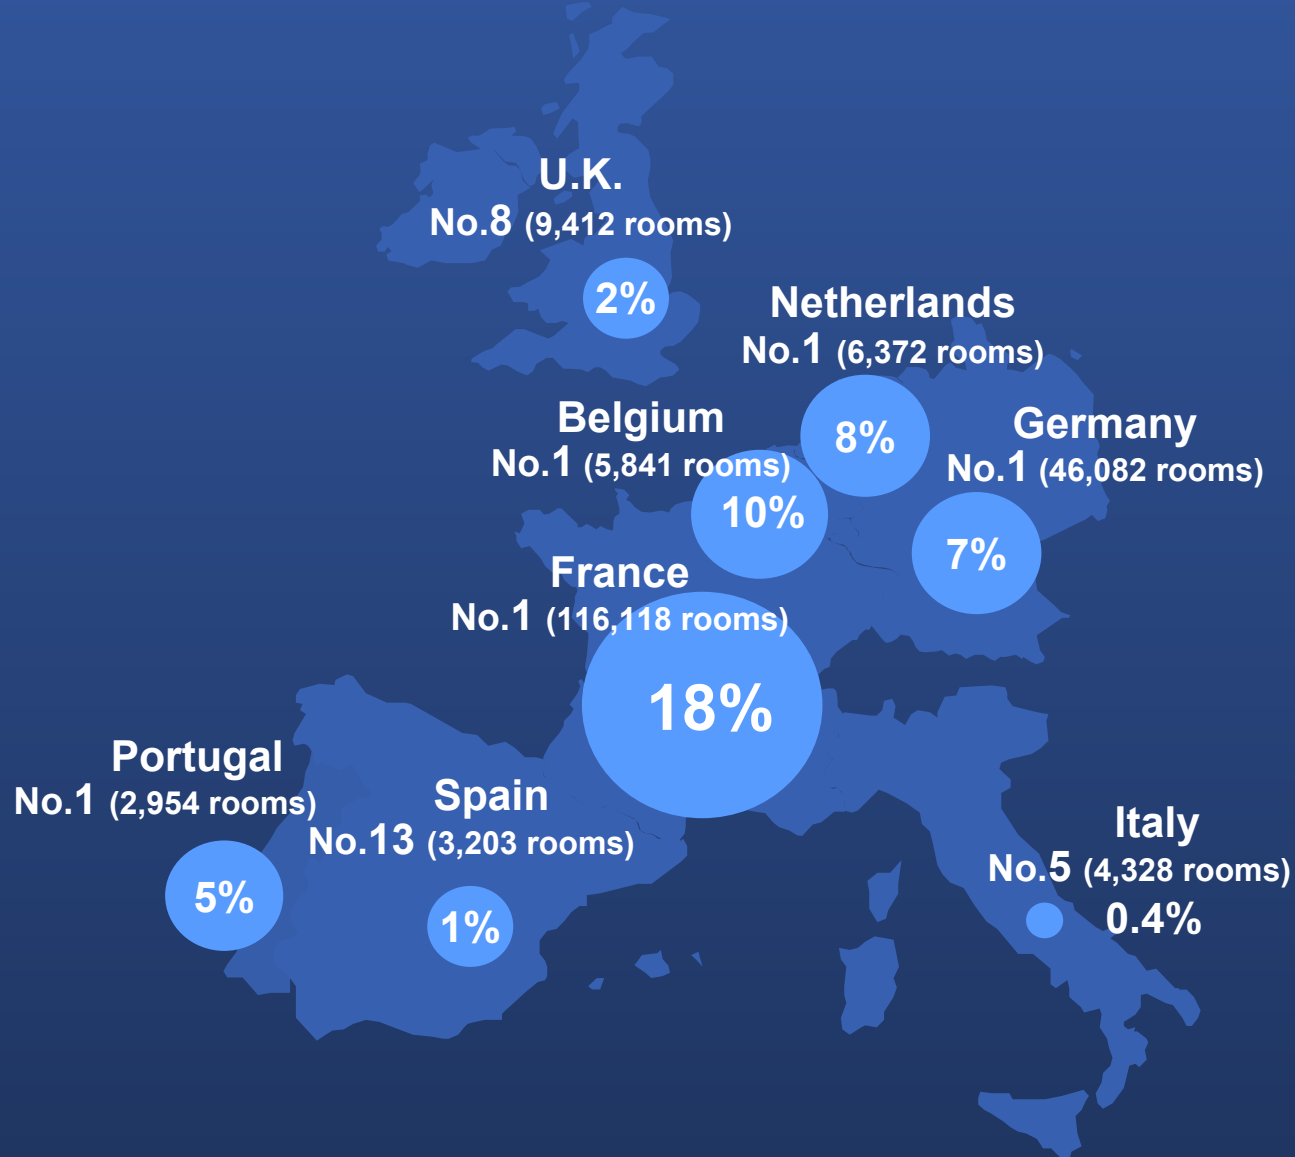 U.K.
No.8 (9,412 rooms)
2%
Netherlands
No.1 (6,372 rooms)
8%
Belgium
No.1 (5,841 rooms)
10%
Germany
No.1 (46,082 rooms)
7%
France
No.1 (116,118 rooms)
18%
Portugal
No.1 (2,954 rooms)
5%
Spain
No.13 (3,203 rooms)
1%
Italy
No.5 (4,328 rooms)
0.4%